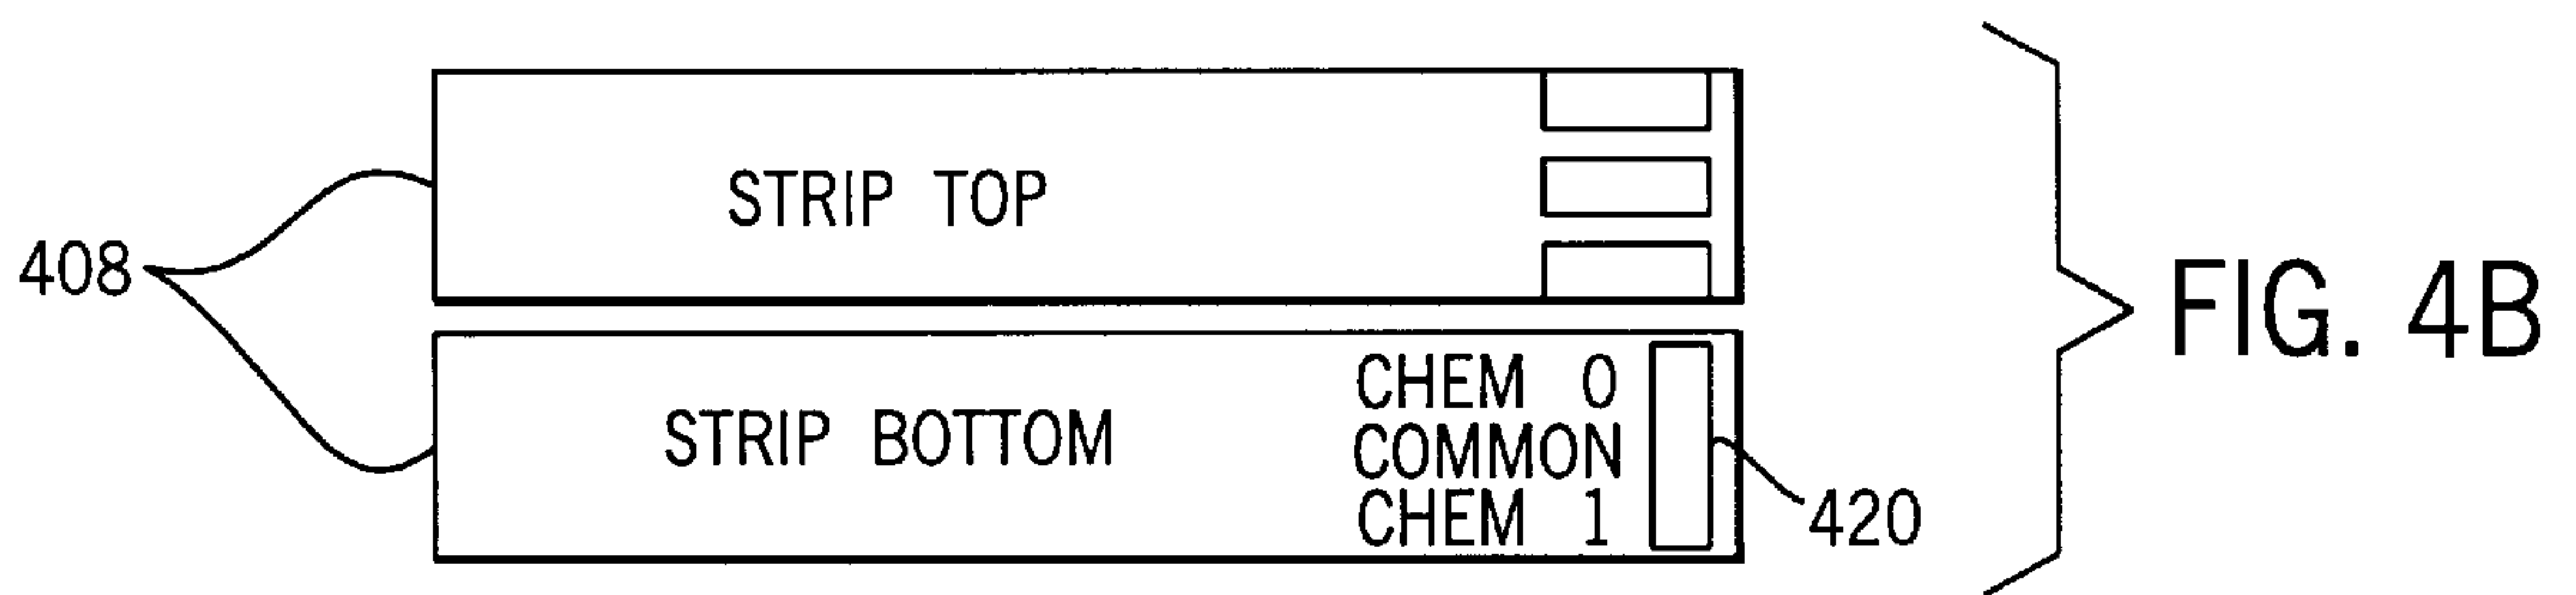 408
STRIP TOP
STRIP BOTTOM
CHEM 0
COMMON
CHEM 1
420
FIG. 4B